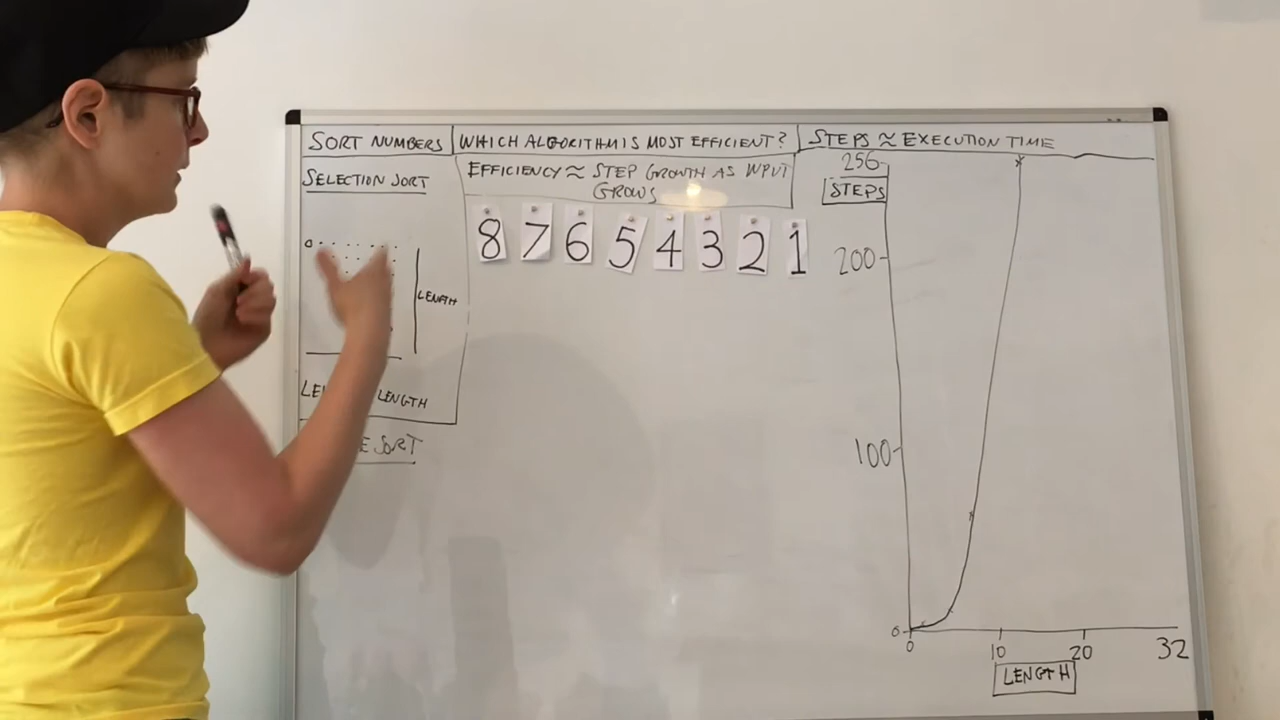 SORT NUMBERS
WHICH ALGORITHM IS MOST EFFICIENT?
STEPS ≈ EXECUTION TIME
SELECTION SORT
EFFICIENCY ≈ STEP GROWTH AS INPUT
GROWS
8 7 6 5 4 3 2 1
0
LENGTH
LENGTH
SORT
256
STEPS
200
100
0
0 10 20 32
LENGTH